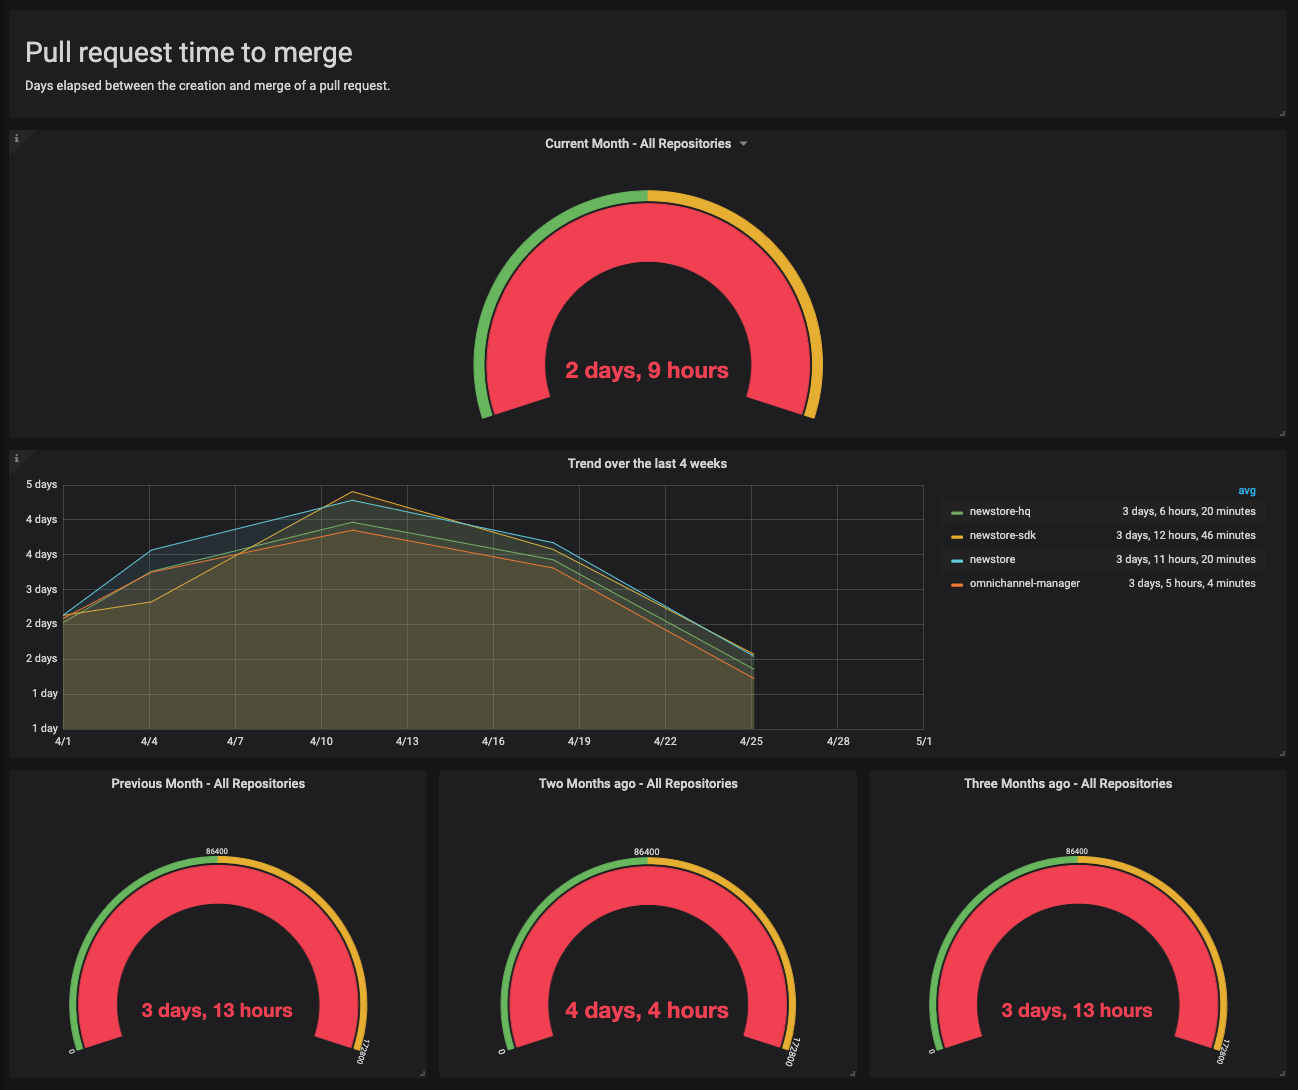 Pull request time to merge
Days elapsed between the creation and merge of a pull request.
i
Current Month - All Repositories
2 days, 9 hours
i
Trend over the last 4 weeks
5 days
4 days
4 days
3 days
2 days
2 days
1 day
1 day
4/1 4/4 4/7 4/10 4/13 4/16 4/19 4/22 4/25 4/28 5/1
avg
newstore-hq 3 days, 6 hours, 20 minutes
newstore-sdk 3 days, 12 hours, 46 minutes
newstore 3 days, 11 hours, 20 minutes
omnichannel-manager 3 days, 5 hours, 4 minutes
Previous Month - All Repositories
86400
3 days, 13 hours
0
172800
Two Months ago - All Repositories
86400
4 days, 4 hours
0
172800
Three Months ago - All Repositories
86400
3 days, 13 hours
0
172800